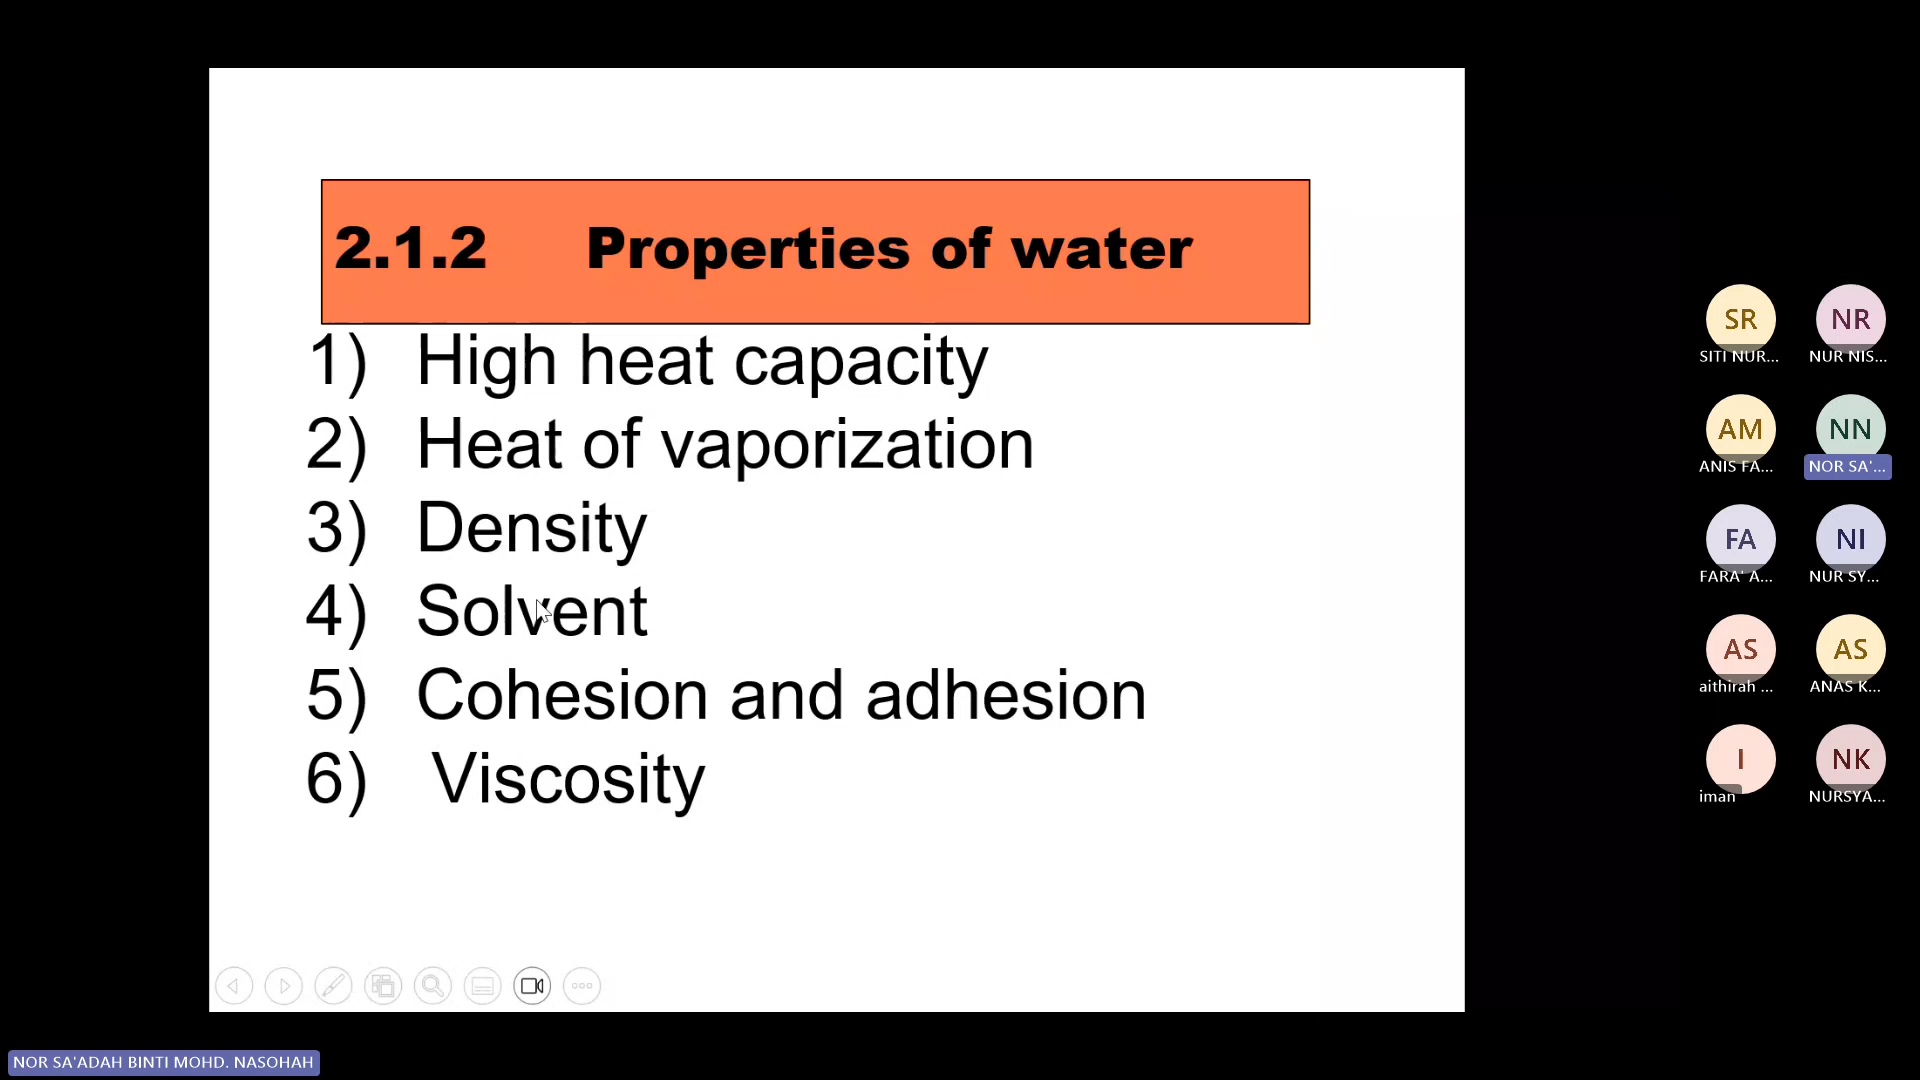 2.1.2 Properties of water
1) High heat capacity
2) Heat of vaporization
3) Density
4) Solvent
5) Cohesion and adhesion
6) Viscosity
SR NR
SITI NUR... NUR NIS...
AM NN
ANIS FA... NOR SA'...
FA NI
FARA' A... NUR SY...
AS AS
aithirah ... ANAS K...
I NK
iman NURSYA...
NOR SA'ADAH BINTI MOHD. NASOHAH